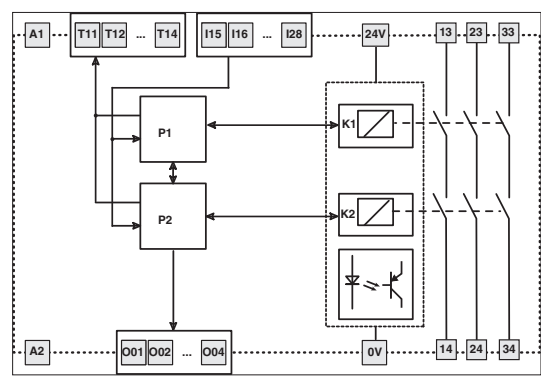 A1 T11 T12 ... T14 I15 I16 ... I28 24V 13 23 33
P1
K1
P2
K2
A2 O01 O02 ... O04 0V 14 24 34